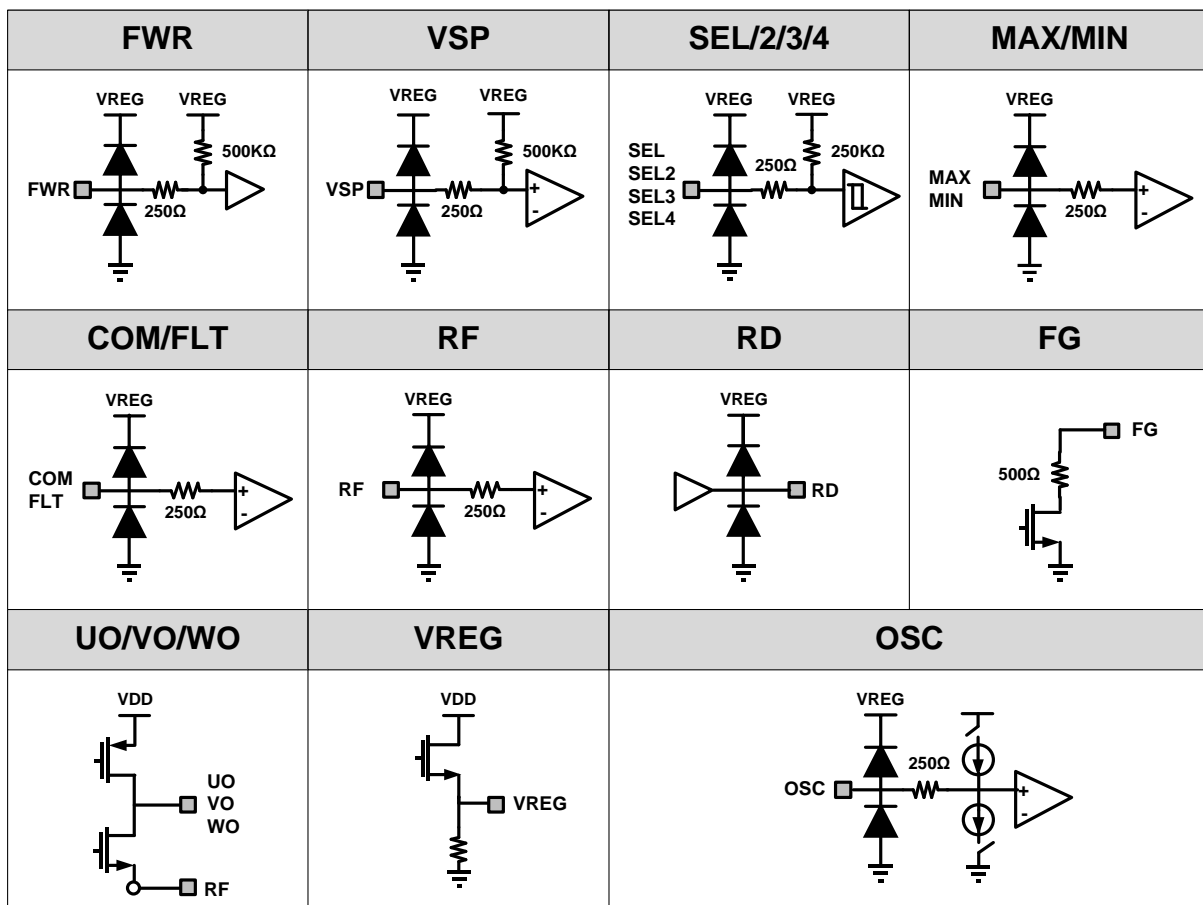 FWR
VSP
SEL/2/3/4
MAX/MIN
VREG
VREG
500KΩ
FWR
250Ω
VREG
VREG
500KΩ
VSP
250Ω
VREG
VREG
SEL
SEL2
SEL3
SEL4
250Ω
250KΩ
VREG
MAX
MIN
250Ω
+
-
+
-
COM/FLT
RF
RD
FG
VREG
COM
FLT
250Ω
+
-
VREG
RF
250Ω
+
-
VREG
RD
FG
500Ω
UO/VO/WO
VREG
OSC
VDD
UO
VO
WO
RF
VDD
VREG
VREG
OSC
250Ω
+
-